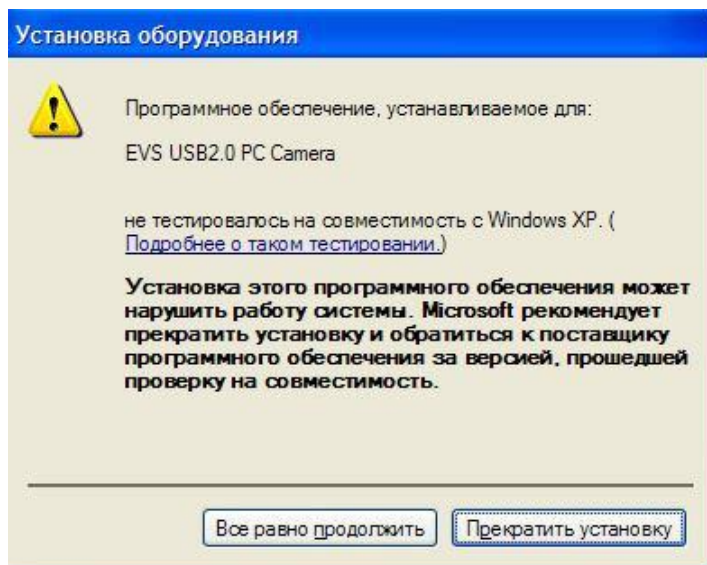 Установка оборудования
Программное обеспечение, устанавливаемое для:
EVS USB2.0 PC Camera
не тестировалось на совместимость с Windows XP. (
Подробнее о таком тестировании.)
Установка этого программного обеспечения может
нарушить работу системы. Microsoft рекомендует
прекратить установку и обратиться к поставщику
программного обеспечения за версией, прошедшей
проверку на совместимость.
Все равно продолжить
Прекратить установку